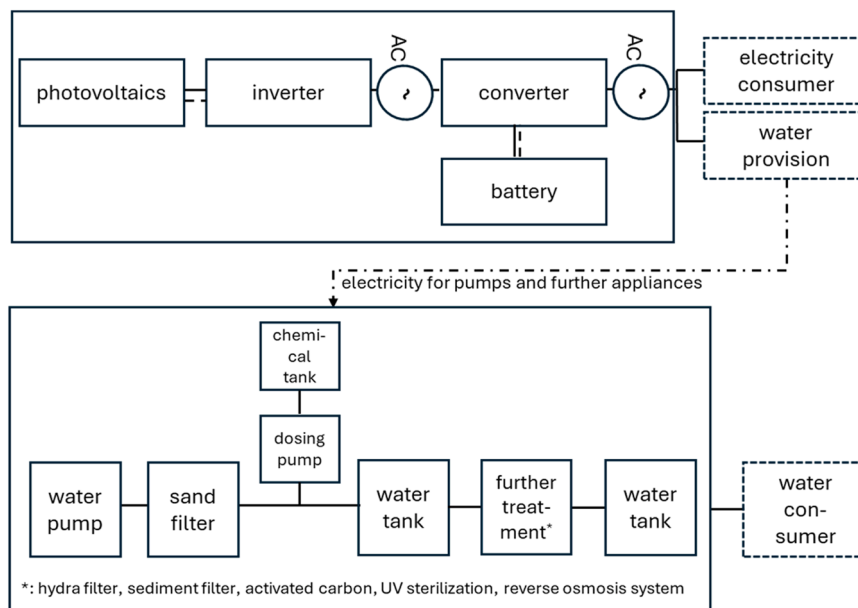 AC
AC
photovoltaics
inverter
~
converter
~
electricity
consumer
water
provision
battery
electricity for pumps and further appliances
chemi-
cal
tank
dosing
pump
water
pump
sand
filter
water
tank
further
treat-
ment*
water
tank
water
con-
sumer
*: hydra filter, sediment filter, activated carbon, UV sterilization, reverse osmosis system